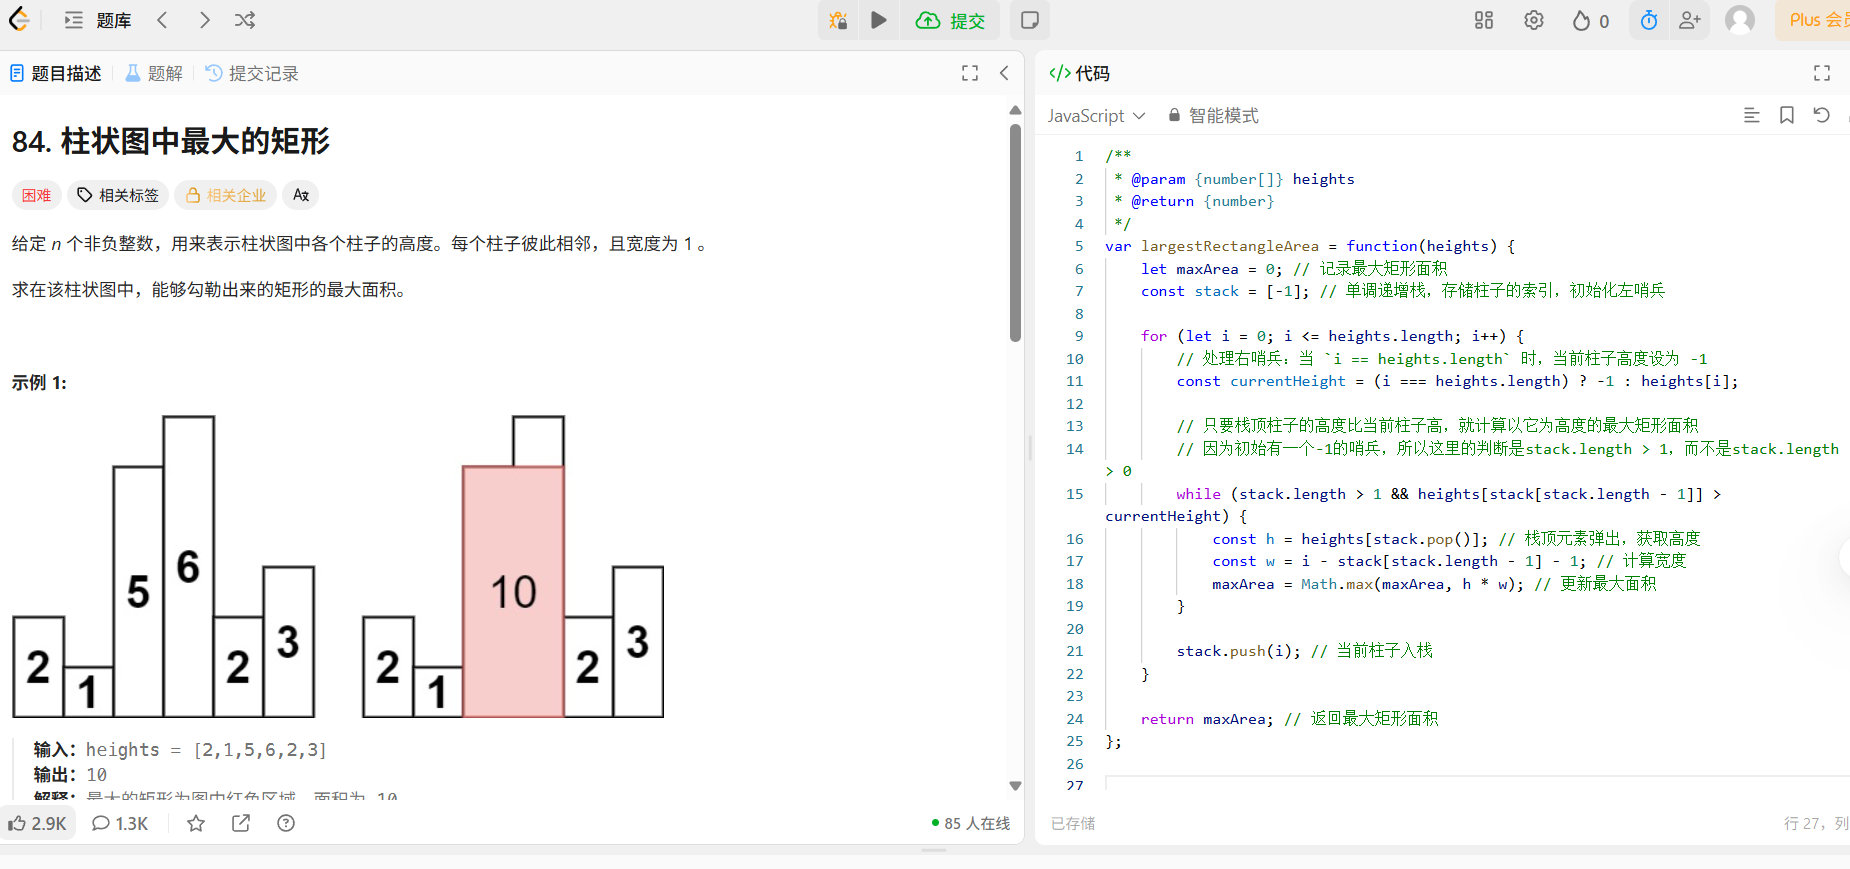 题库
提交
0
Plus 会
题目描述
题解
提交记录
84. 柱状图中最大的矩形
困难
相关标签
相关企业
给定 n 个非负整数，用来表示柱状图中各个柱子的高度。每个柱子彼此相邻，且宽度为 1 。
求在该柱状图中，能够勾勒出来的矩形的最大面积。
示例 1:
2
1
5
6
2
3
2
1
10
2
3
输入：heights = [2,1,5,6,2,3]
输出：10
解释：最大的矩形为图中红色区域，面积为 10
2.9K
1.3K
85 人在线
</> 代码
JavaScript
智能模式
1 /**
2  * @param {number[]} heights
3  * @return {number}
4  */
5 var largestRectangleArea = function(heights) {
6     let maxArea = 0; // 记录最大矩形面积
7     const stack = [-1]; // 单调递增栈，存储柱子的索引，初始化左哨兵
8
9     for (let i = 0; i <= heights.length; i++) {
10         // 处理右哨兵：当 `i == heights.length` 时，当前柱子高度设为 -1
11         const currentHeight = (i === heights.length) ? -1 : heights[i];
12
13         // 只要栈顶柱子的高度比当前柱子高，就计算以它为高度的最大矩形面积
14         // 因为初始有一个-1的哨兵，所以这里的判断是stack.length > 1，而不是stack.length
> 0
15         while (stack.length > 1 && heights[stack[stack.length - 1]] >
currentHeight) {
16             const h = heights[stack.pop()]; // 栈顶元素弹出，获取高度
17             const w = i - stack[stack.length - 1] - 1; // 计算宽度
18             maxArea = Math.max(maxArea, h * w); // 更新最大面积
19         }
20
21         stack.push(i); // 当前柱子入栈
22     }
23
24     return maxArea; // 返回最大矩形面积
25 };
26
27
已存储
行 27，列